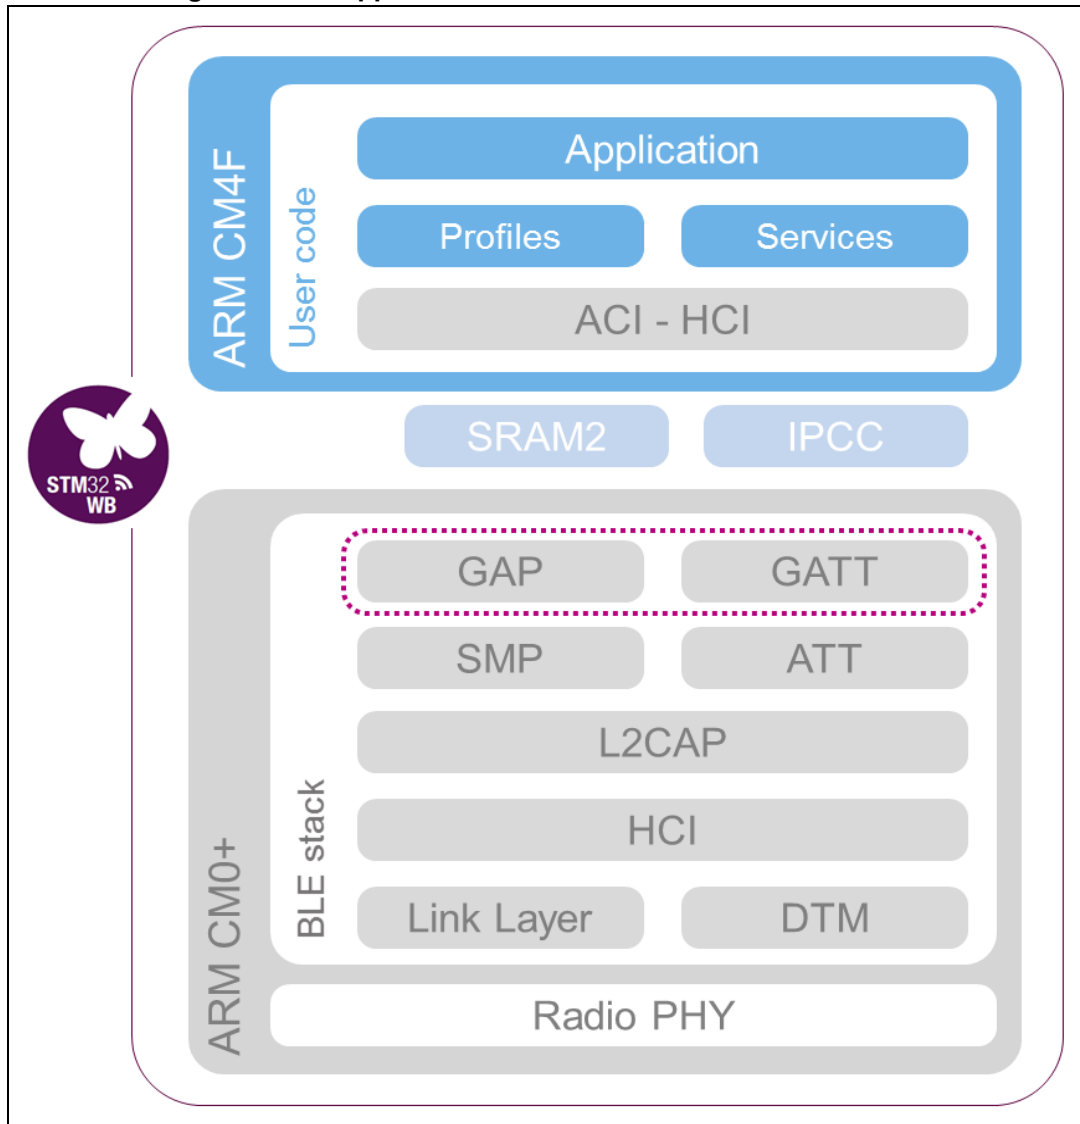 ARM CM4F
User code
Application
Profiles
Services
ACI - HCI
SRAM2
IPCC
STM32
WB
ARM CM0+
BLE stack
GAP
GATT
SMP
ATT
L2CAP
HCI
Link Layer
DTM
Radio PHY